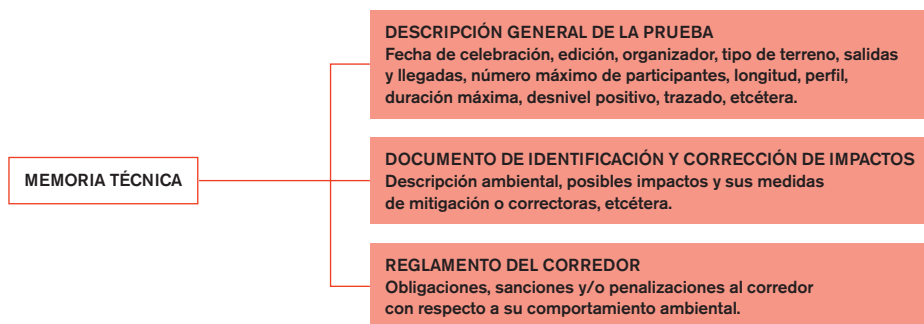 DESCRIPCIÓN GENERAL DE LA PRUEBA
Fecha de celebración, edición, organizador, tipo de terreno, salidas
y llegadas, número máximo de participantes, longitud, perfil,
duración máxima, desnivel positivo, trazado, etcétera.
MEMORIA TÉCNICA
DOCUMENTO DE IDENTIFICACIÓN Y CORRECCIÓN DE IMPACTOS
Descripción ambiental, posibles impactos y sus medidas
de mitigación o correctoras, etcétera.
REGLAMENTO DEL CORREDOR
Obligaciones, sanciones y/o penalizaciones al corredor
con respecto a su comportamiento ambiental.